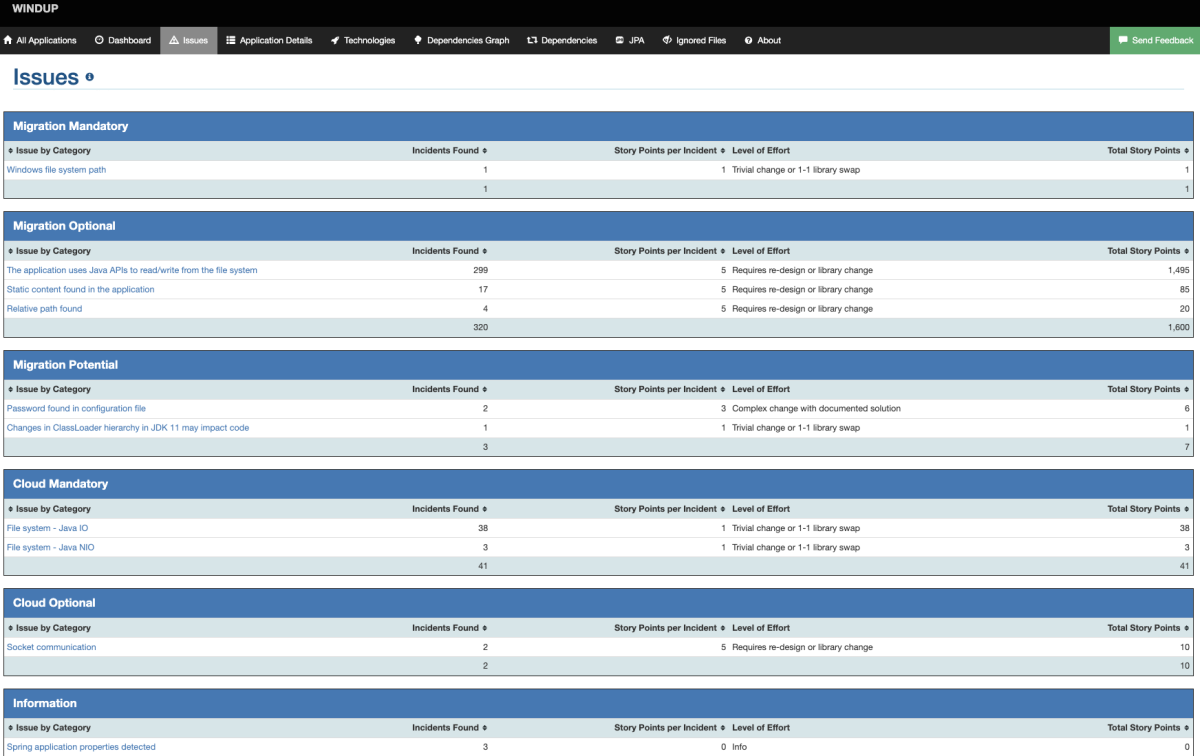 WINDUP
All Applications Dashboard Issues Application Details Technologies Dependencies Graph Dependencies JPA Ignored Files About Send Feedback
Issues
Migration Mandatory
Issue by Category Incidents Found Story Points per Incident Level of Effort Total Story Points
Windows file system path 1 1 Trivial change or 1-1 library swap 1
1 1
Migration Optional
Issue by Category Incidents Found Story Points per Incident Level of Effort Total Story Points
The application uses Java APIs to read/write from the file system 299 5 Requires re-design or library change 1,495
Static content found in the application 17 5 Requires re-design or library change 85
Relative path found 4 5 Requires re-design or library change 20
320 1,600
Migration Potential
Issue by Category Incidents Found Story Points per Incident Level of Effort Total Story Points
Password found in configuration file 2 3 Complex change with documented solution 6
Changes in ClassLoader hierarchy in JDK 11 may impact code 1 1 Trivial change or 1-1 library swap 1
3 7
Cloud Mandatory
Issue by Category Incidents Found Story Points per Incident Level of Effort Total Story Points
File system - Java IO 38 1 Trivial change or 1-1 library swap 38
File system - Java NIO 3 1 Trivial change or 1-1 library swap 3
41 41
Cloud Optional
Issue by Category Incidents Found Story Points per Incident Level of Effort Total Story Points
Socket communication 2 5 Requires re-design or library change 10
2 10
Information
Issue by Category Incidents Found Story Points per Incident Level of Effort Total Story Points
Spring application properties detected 3 0 Info 0